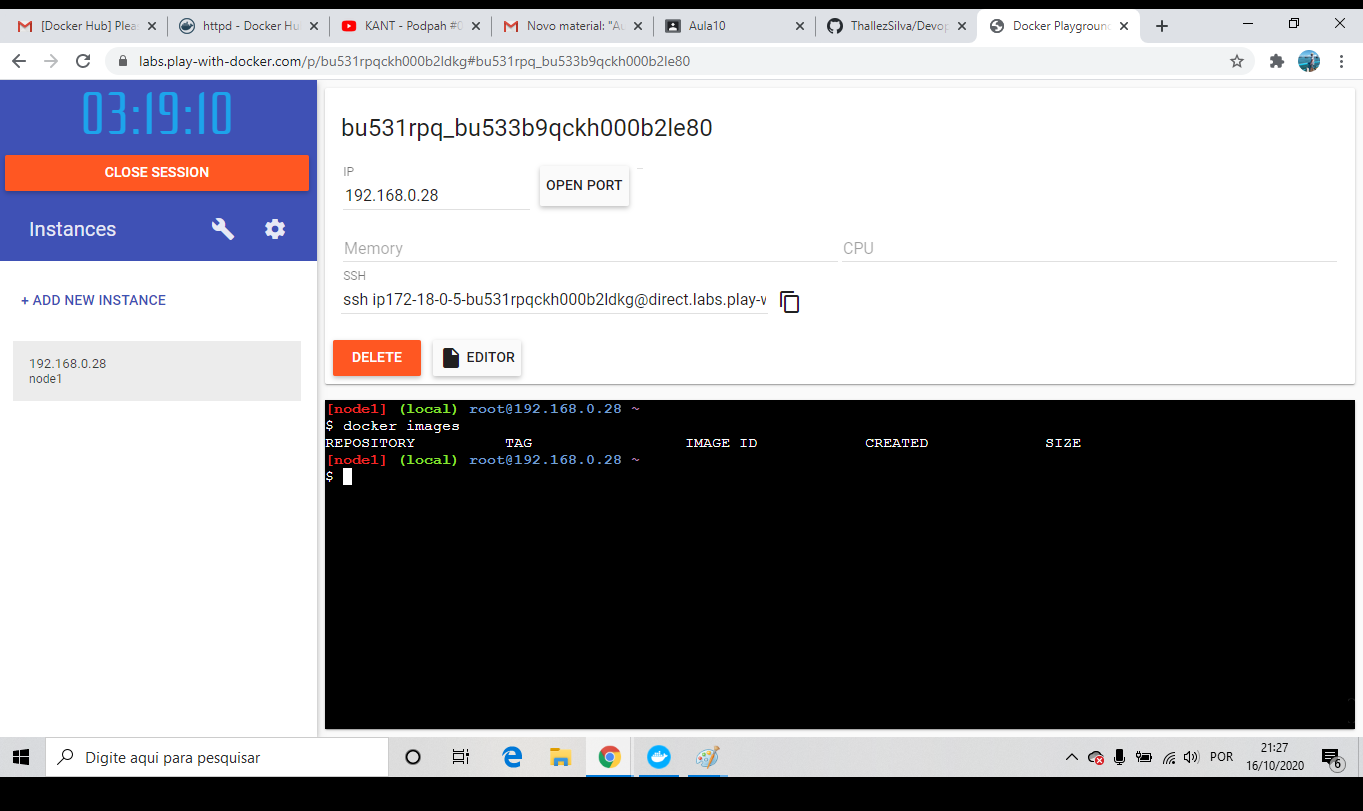 [Docker Hub] Plea
httpd - Docker Hu
KANT - Podpah #0
Novo material: "Au
Aula10
ThallezSilva/Devop
Docker Playground
labs.play-with-docker.com/p/bu531rpqckh000b2ldkg#bu531rpq_bu533b9qckh000b2le80
03:19:10
CLOSE SESSION
Instances
+ ADD NEW INSTANCE
192.168.0.28
node1
bu531rpq_bu533b9qckh000b2le80
IP
192.168.0.28
OPEN PORT
Memory
CPU
SSH
ssh ip172-18-0-5-bu531rpqckh000b2ldkg@direct.labs.play-w
DELETE
EDITOR
[node1] (local) root@192.168.0.28 ~
$ docker images
REPOSITORY TAG IMAGE ID CREATED SIZE
[node1] (local) root@192.168.0.28 ~
$
Digite aqui para pesquisar
POR
21:27
16/10/2020
6